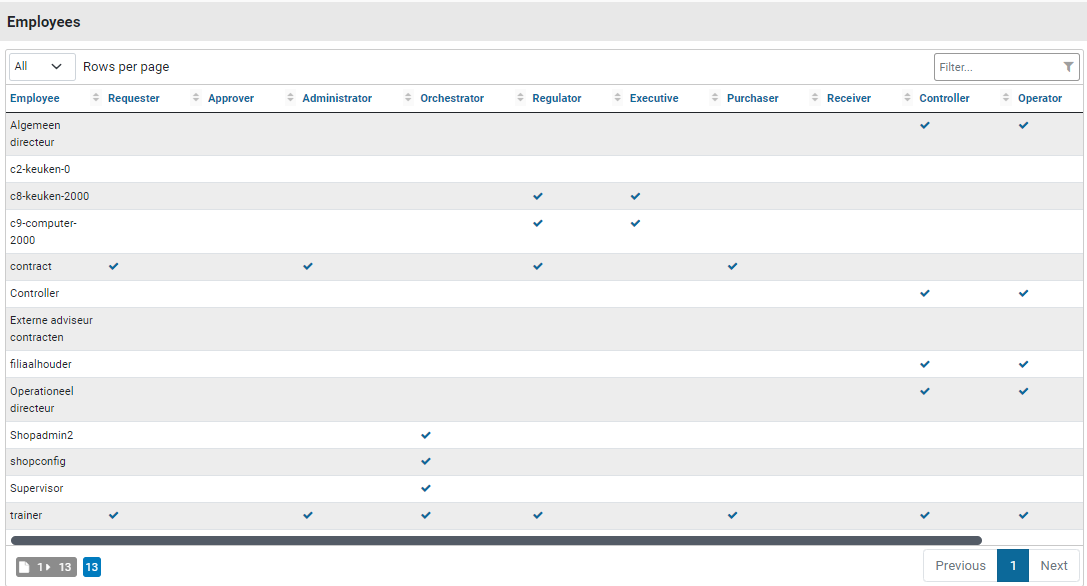 Employees
All Rows per page Filter...
Employee Requester Approver Administrator Orchestrator Regulator Executive Purchaser Receiver Controller Operator
Algemeen
directeur
c2-keuken-0
c8-keuken-2000
c9-computer-
2000
contract
Controller
Externe adviseur
contracten
filiaalhouder
Operationeel
directeur
Shopadmin2
shopconfig
Supervisor
trainer
1 13 13 Previous 1 Next